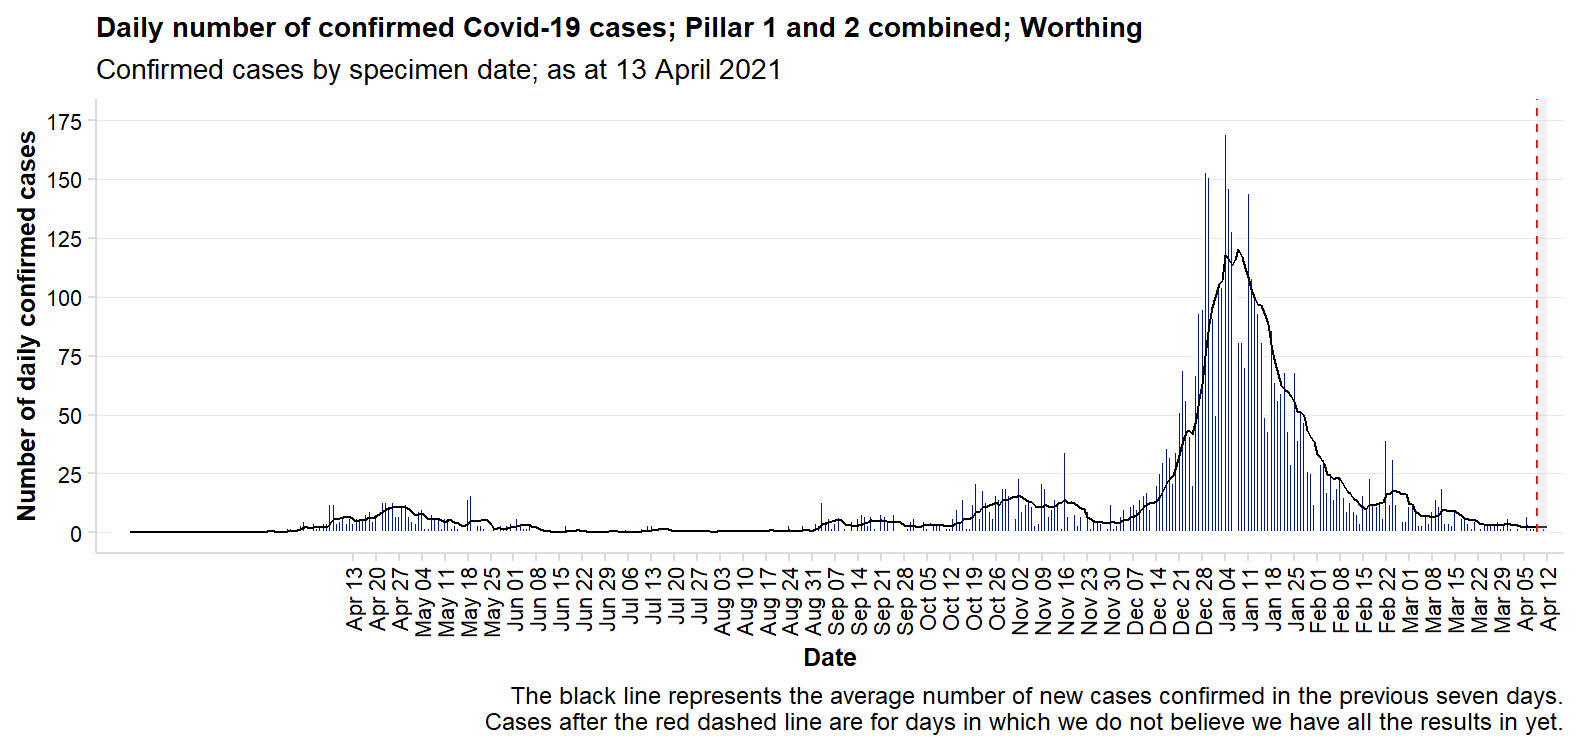 Daily number of confirmed Covid-19 cases; Pillar 1 and 2 combined; Worthing
Confirmed cases by specimen date; as at 13 April 2021
Number of daily confirmed cases
175
150
125
100
75
50
25
0
Apr 13
Apr 20
Apr 27
May 04
May 11
May 18
May 25
Jun 01
Jun 08
Jun 15
Jun 22
Jun 29
Jul 06
Jul 13
Jul 20
Jul 27
Aug 03
Aug 10
Aug 17
Aug 24
Aug 31
Sep 07
Sep 14
Sep 21
Sep 28
Oct 05
Oct 12
Oct 19
Oct 26
Nov 02
Nov 09
Nov 16
Nov 23
Nov 30
Dec 07
Dec 14
Dec 21
Dec 28
Jan 04
Jan 11
Jan 18
Jan 25
Feb 01
Feb 08
Feb 15
Feb 22
Mar 01
Mar 08
Mar 15
Mar 22
Mar 29
Apr 05
Apr 12
Date
The black line represents the average number of new cases confirmed in the previous seven days.
Cases after the red dashed line are for days in which we do not believe we have all the results in yet.